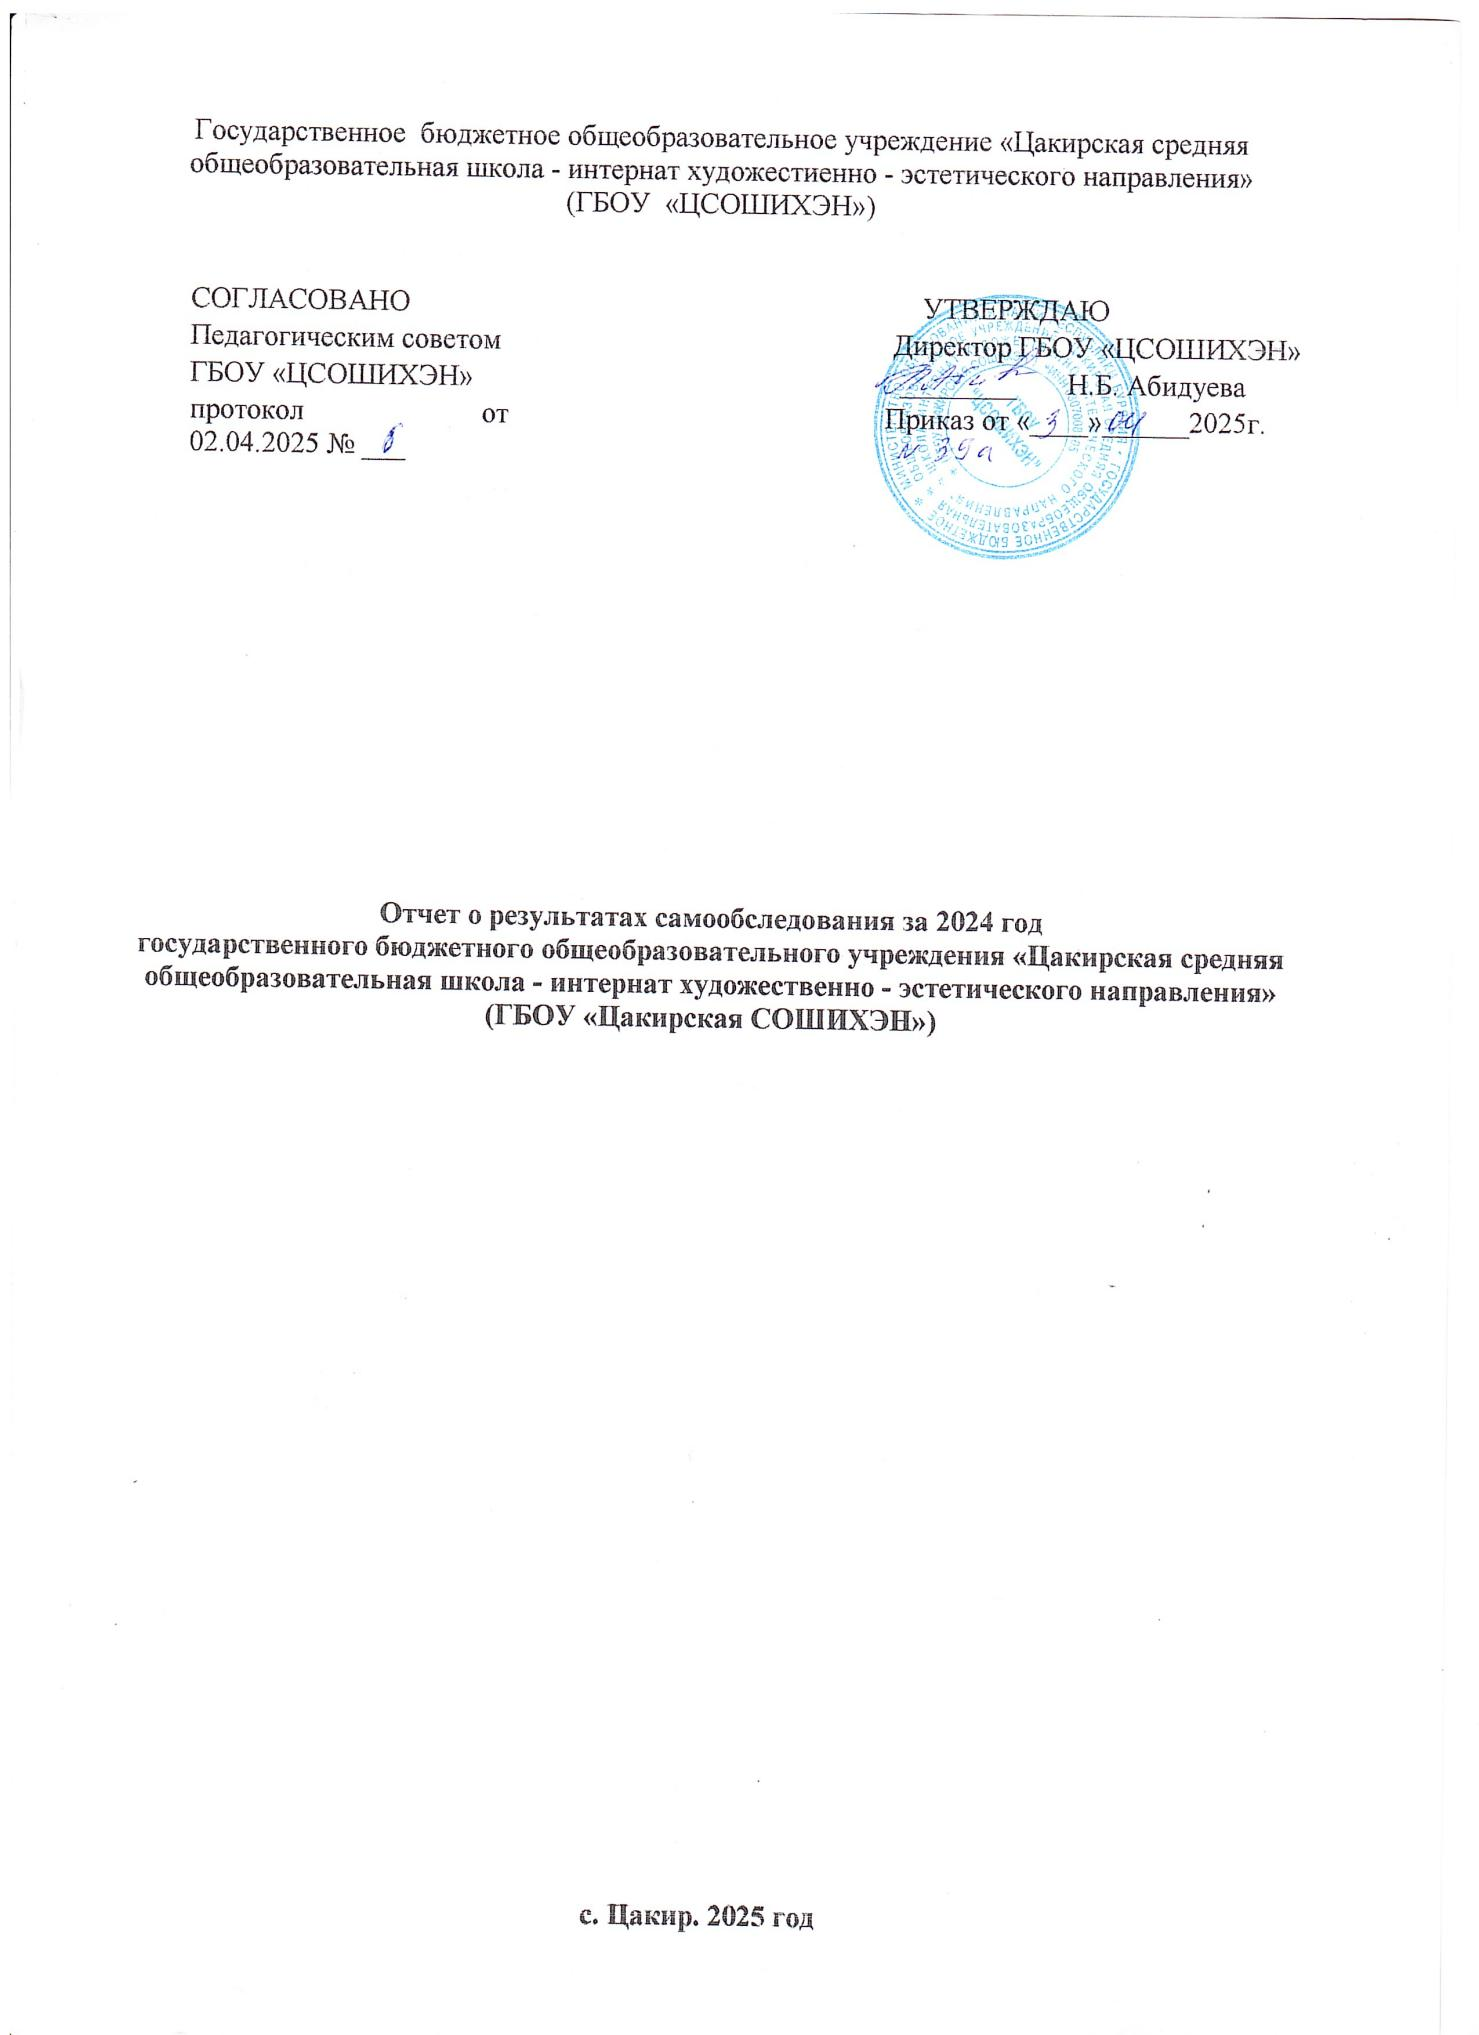 Государственное бюджетное общеобразовательное учреждение «Цакирская средняя
общеобразовательная школа - интернат художестиенно - эстетического направления»
(ГБОУ «ЦСОШИХЭН»)
СОГЛАСОВАНО
Педагогическим советом
ГБОУ «ЦСОШИХЭН»
протокол от
02.04.2025 № 6
УТВЕРЖДАЮ
Директор ГБОУ «ЦСОШИХЭН»
Н.Б. Абидуева
Приказ от «3» 04 2025г.
№ 39а
ГБОУ
"ЦСОШИХЭН"
Отчет о результатах самообследования за 2024 год
государственного бюджетного общеобразовательного учреждения «Цакирская средняя
общеобразовательная школа - интернат художественно - эстетического направления»
(ГБОУ «Цакирская СОШИХЭН»)
с. Цакир. 2025 год